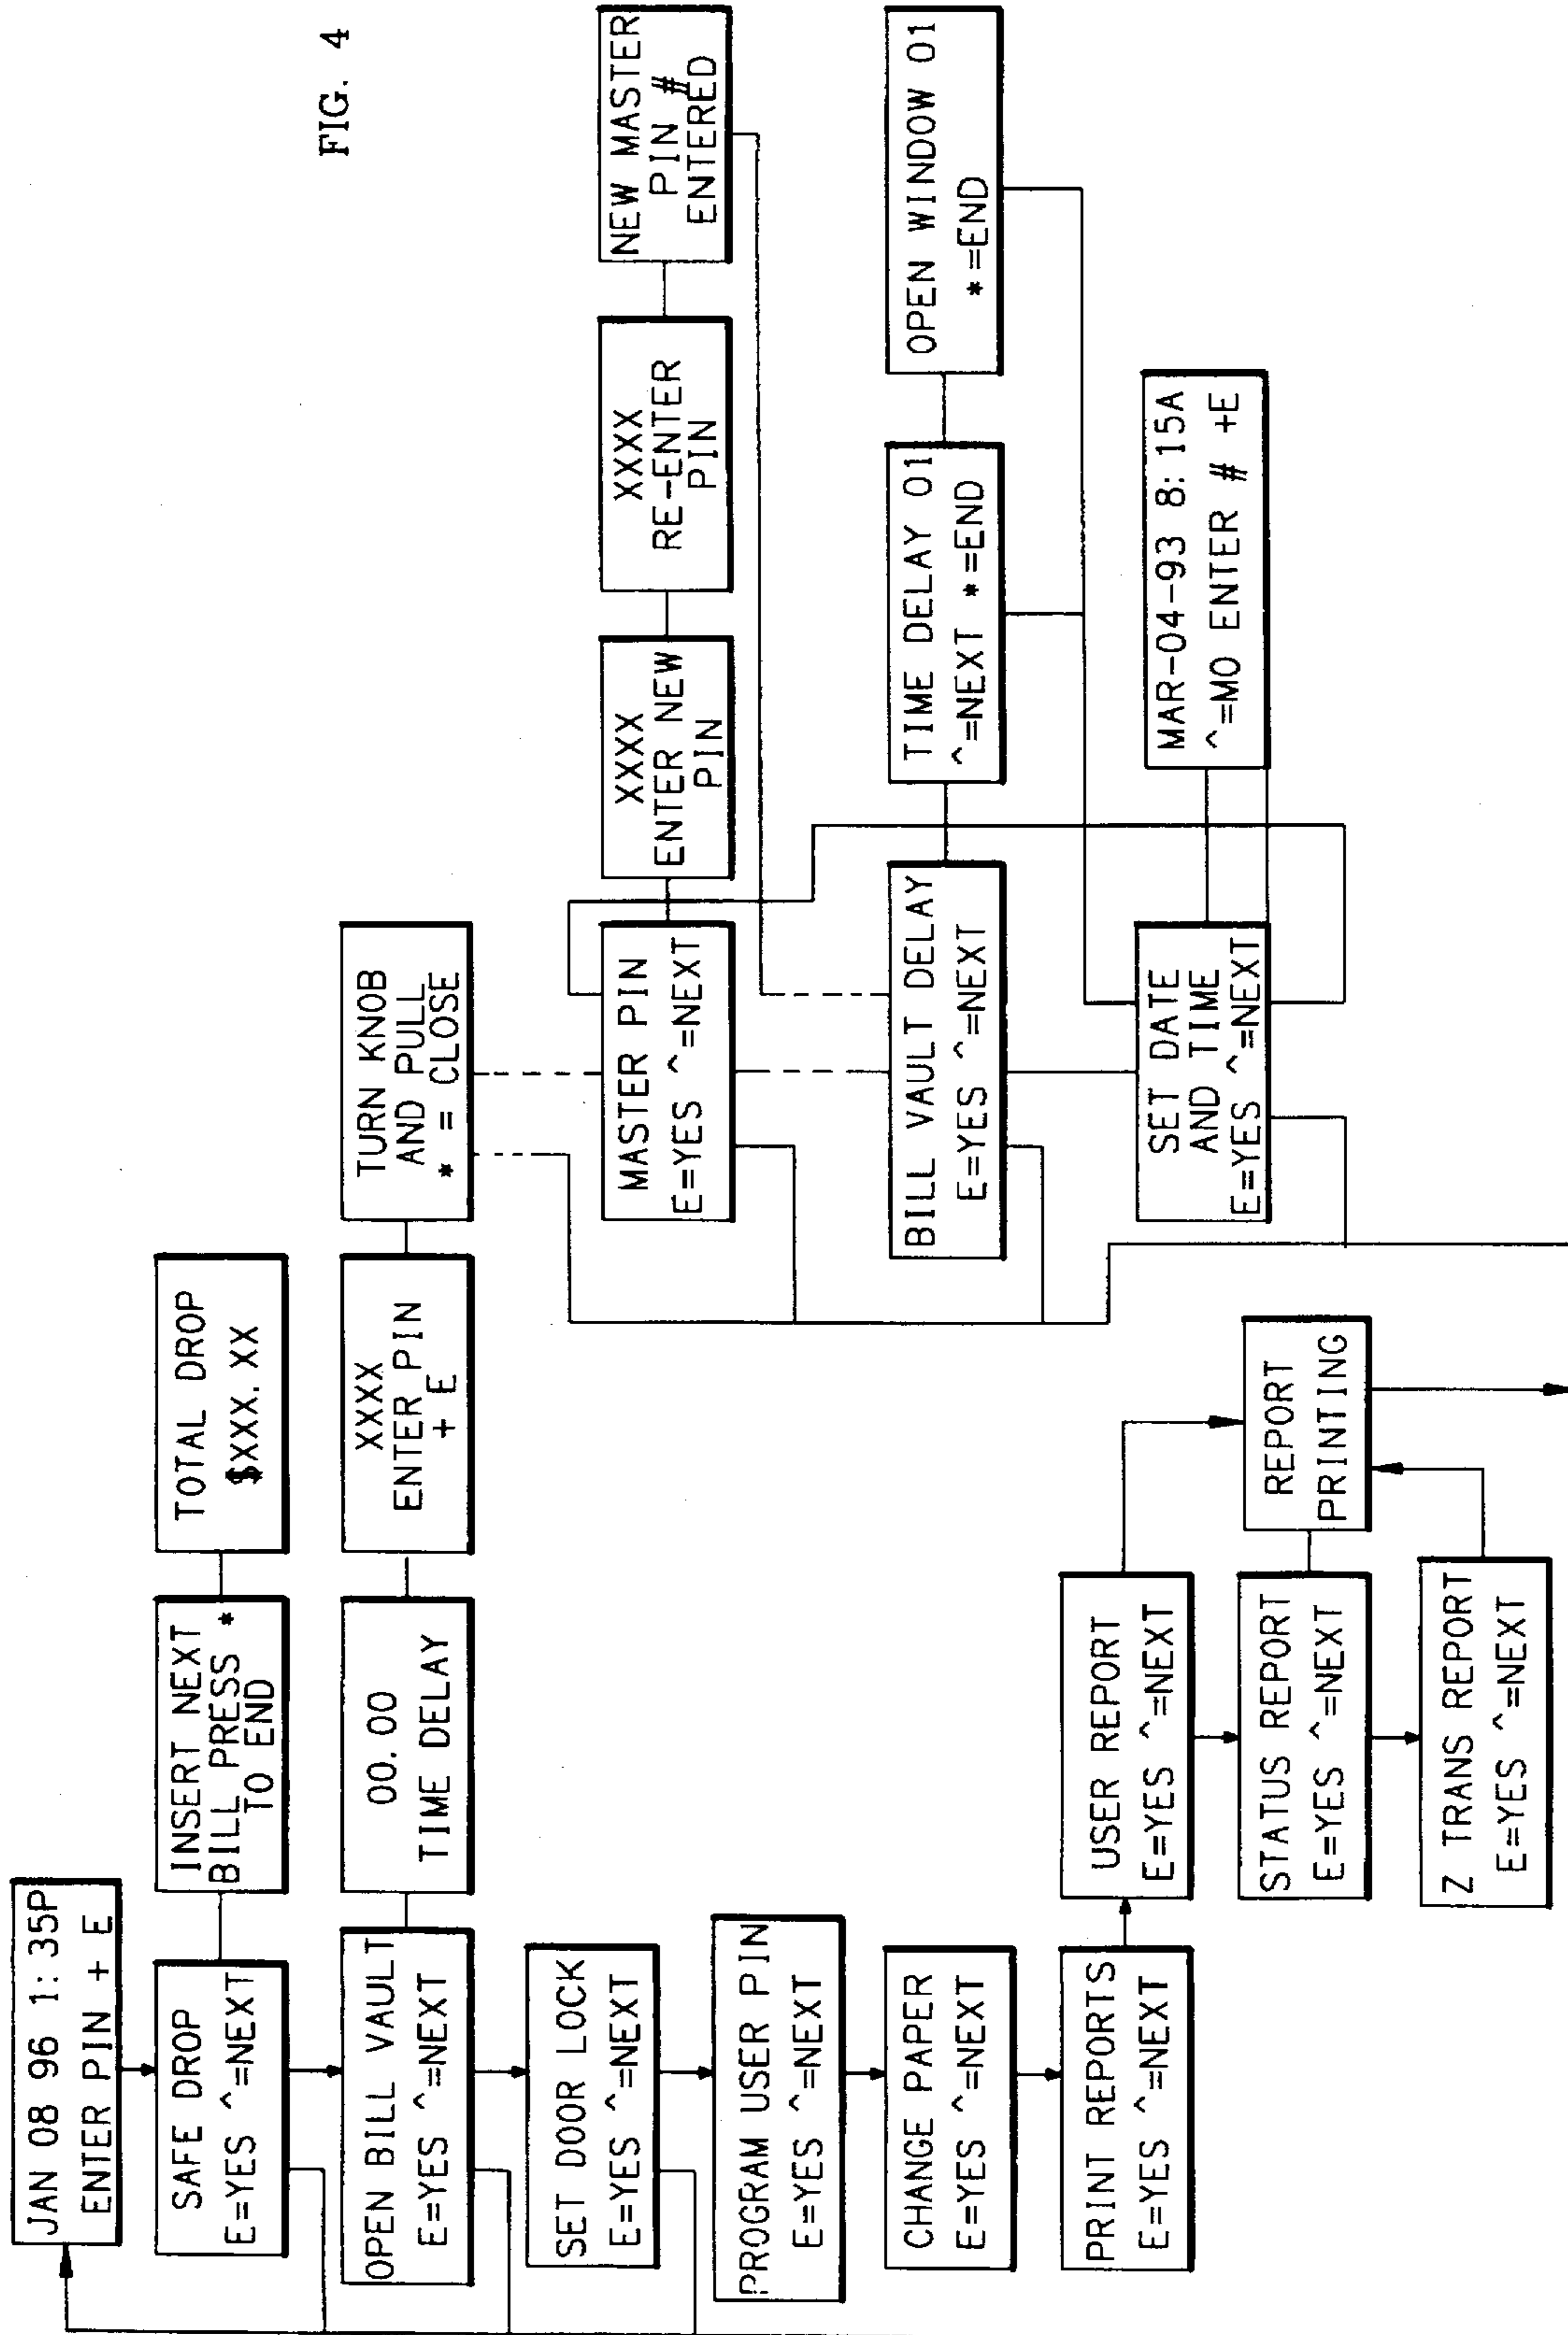 FIG. 4
JAN 08 96 1:35P
ENTER PIN + E
SAFE DROP
E=YES ^=NEXT
INSERT NEXT
BILL PRESS *
TO END
TOTAL DROP
$XXX.XX
OPEN BILL VAULT
E=YES ^=NEXT
00.00
TIME DELAY
XXXX
ENTER PIN
+ E
TURN KNOB
AND PULL
* = CLOSE
SET DOOR LOCK
E=YES ^=NEXT
MASTER PIN
E=YES ^=NEXT
XXXX
ENTER NEW
PIN
XXXX
RE-ENTER
PIN
NEW MASTER
PIN #
ENTERED
PROGRAM USER PIN
E=YES ^=NEXT
CHANGE PAPER
E=YES ^=NEXT
BILL VAULT DELAY
E=YES ^=NEXT
TIME DELAY 01
^=NEXT *=END
OPEN WINDOW 01
*=END
PRINT REPORTS
E=YES ^=NEXT
USER REPORT
E=YES ^=NEXT
SET DATE
AND TIME
E=YES ^=NEXT
MAR-04-93 8:15A
^=MO ENTER # +E
STATUS REPORT
E=YES ^=NEXT
REPORT
PRINTING
Z TRANS REPORT
E=YES ^=NEXT